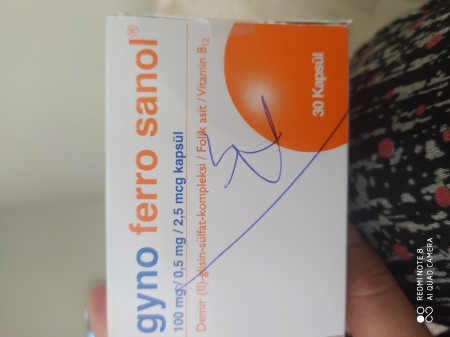 gyno ferro sanol®
100 mg / 0,5 mg / 2,5 mcg kapsül
Demir (II)-glisin-sülfat-kompleksi / Folik asit / Vitamin B12
30 Kapsül
REDMI NOTE 8
AI QUAD CAMERA